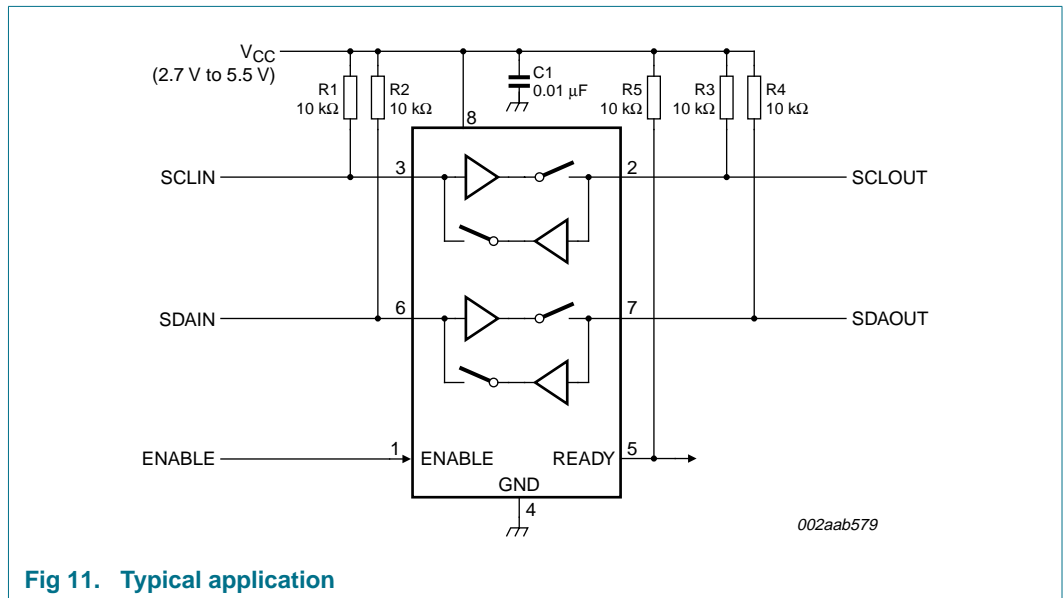 VCC
(2.7 V to 5.5 V)
R1
10 kΩ
R2
10 kΩ
C1
0.01 μF
R5
10 kΩ
R3
10 kΩ
R4
10 kΩ
8
SCLIN
3
2
SCLOUT
SDAIN
6
7
SDAOUT
ENABLE
1
ENABLE
READY
5
GND
4
002aab579
Fig 11. Typical application